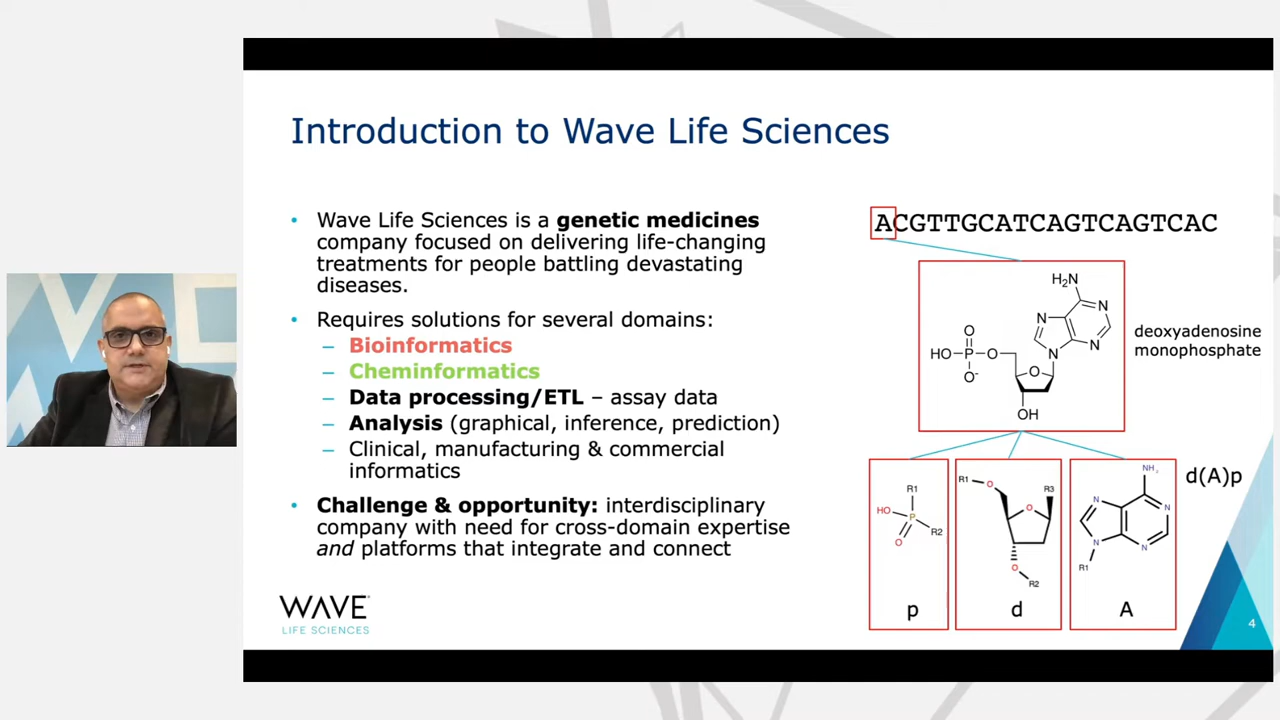 Introduction to Wave Life Sciences
• Wave Life Sciences is a genetic medicines
company focused on delivering life-changing
treatments for people battling devastating
diseases.
• Requires solutions for several domains:
– Bioinformatics
– Cheminformatics
– Data processing/ETL – assay data
– Analysis (graphical, inference, prediction)
– Clinical, manufacturing & commercial
informatics
• Challenge & opportunity: interdisciplinary
company with need for cross-domain expertise
and platforms that integrate and connect
WAVE
LIFE SCIENCES
ACGTTGCATCAGTCAGTCAC
H₂N
N
N
N
N
O
HO
P
O
O⁻
O
OH
deoxyadenosine
monophosphate
R1
HO
P
R2
O
p
R1
O
R3
O
O
R2
d
NH₂
N
N
N
N
R1
A
d(A)p
4